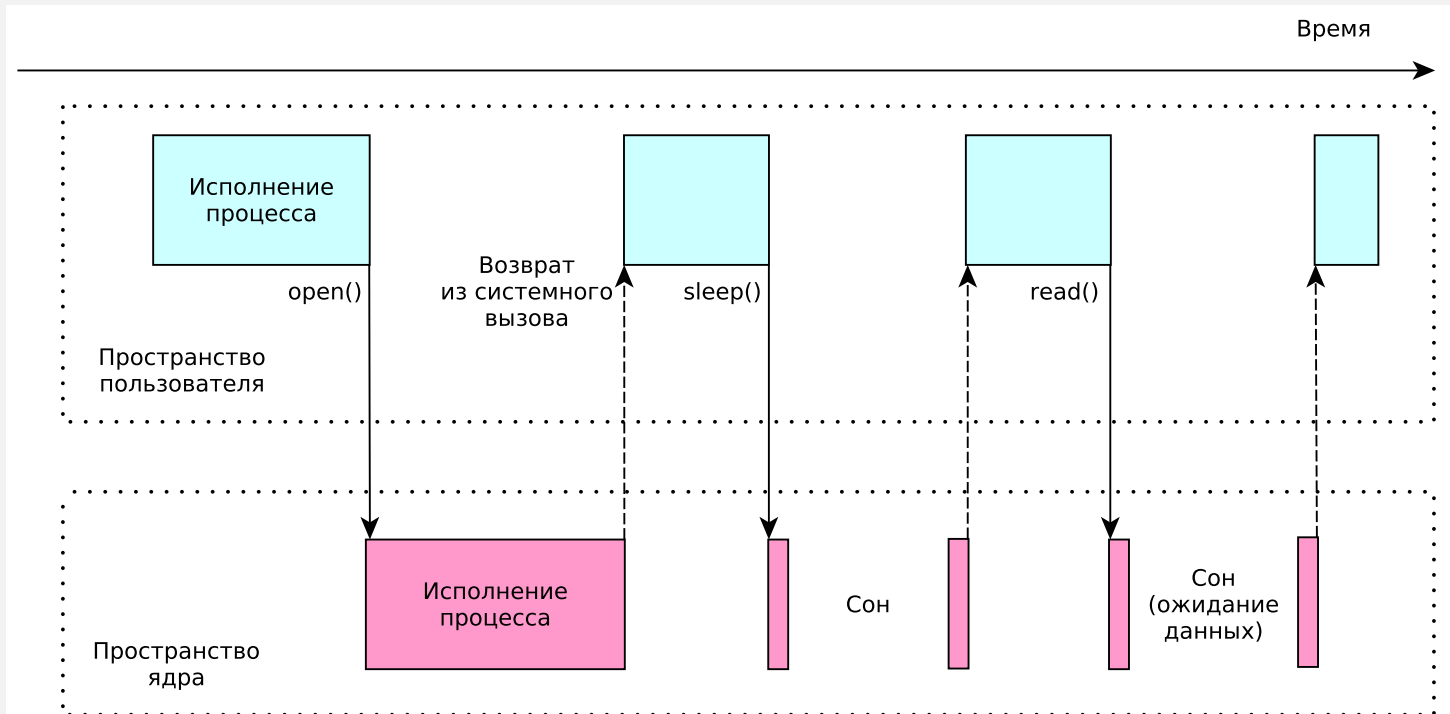 Время
Исполнение
процесса
open()
Возврат
из системного
вызова
sleep()
read()
Пространство
пользователя
Исполнение
процесса
Сон
Сон
(ожидание
данных)
Пространство
ядра